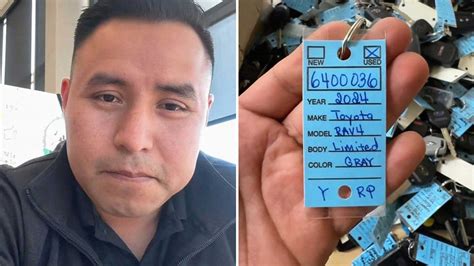 NEW USED
6400036
YEAR 2024
MAKE Toyota
MODEL RAV4
BODY Limited
COLOR GRAY
Y RP